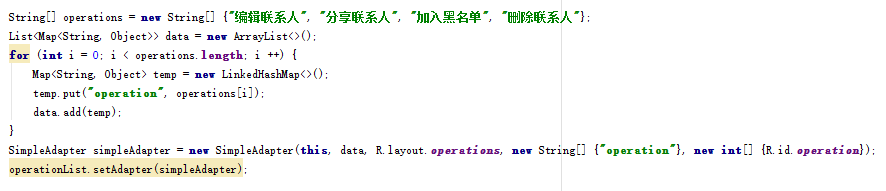 String[] operations = new String[] {"编辑联系人", "分享联系人", "加入黑名单", "删除联系人"};
List<Map<String, Object>> data = new ArrayList<>();
for (int i = 0; i < operations.length; i ++) {
Map<String, Object> temp = new LinkedHashMap<>();
temp.put("operation", operations[i]);
data.add(temp);
}
SimpleAdapter simpleAdapter = new SimpleAdapter(this, data, R.layout.operations, new String[] {"operation"}, new int[] {R.id.operation});
operationList.setAdapter(simpleAdapter);